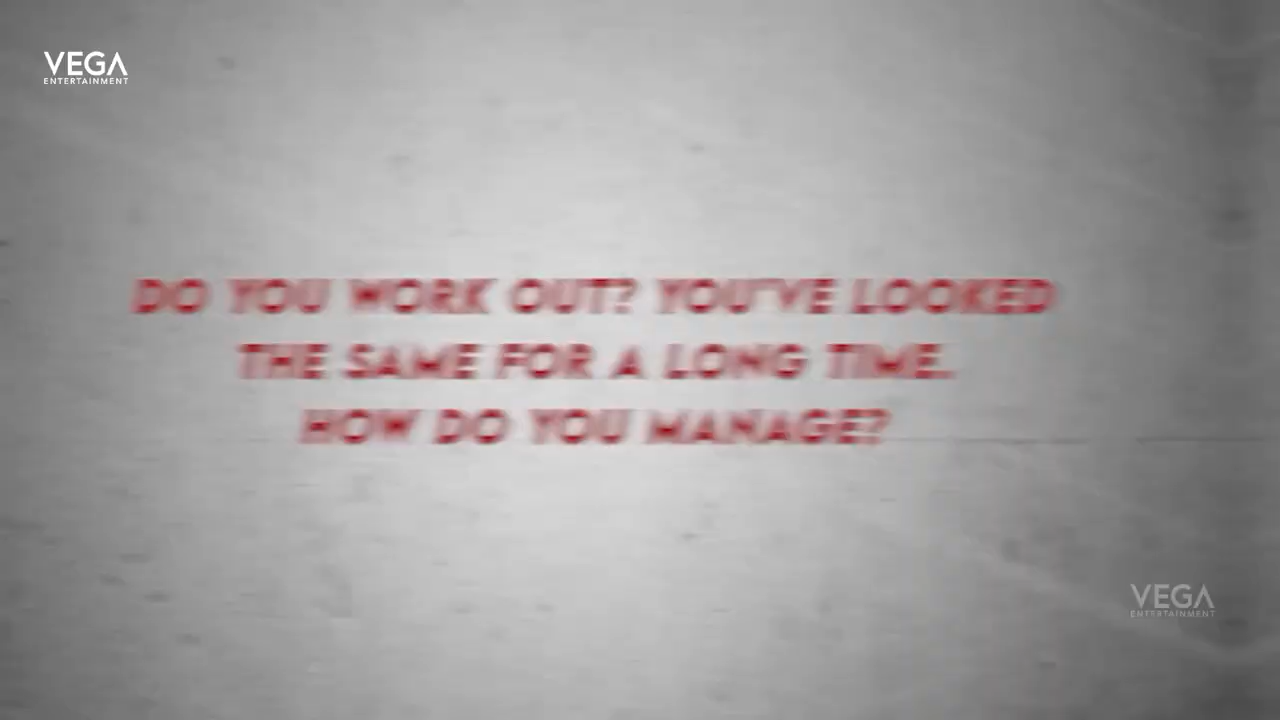 VEGA
ENTERTAINMENT
DO YOU WORK OUT? YOU'VE LOOKED
THE SAME FOR A LONG TIME.
HOW DO YOU MANAGE?
VEGA
ENTERTAINMENT